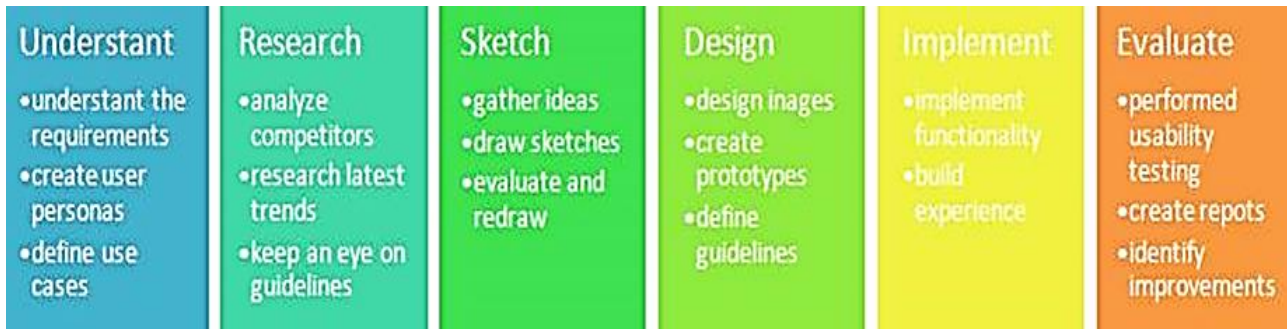 Understant
•understant the
requirements
•create user
personas
•define use
cases
Research
•analyze
competitors
•research latest
trends
•keep an eye on
guidelines
Sketch
•gather ideas
•draw sketches
•evaluate and
redraw
Design
•design inages
•create
prototypes
•define
guidelines
Implement
•implement
functionality
•build
experience
Evaluate
•performed
usability
testing
•create repots
•identify
improvements